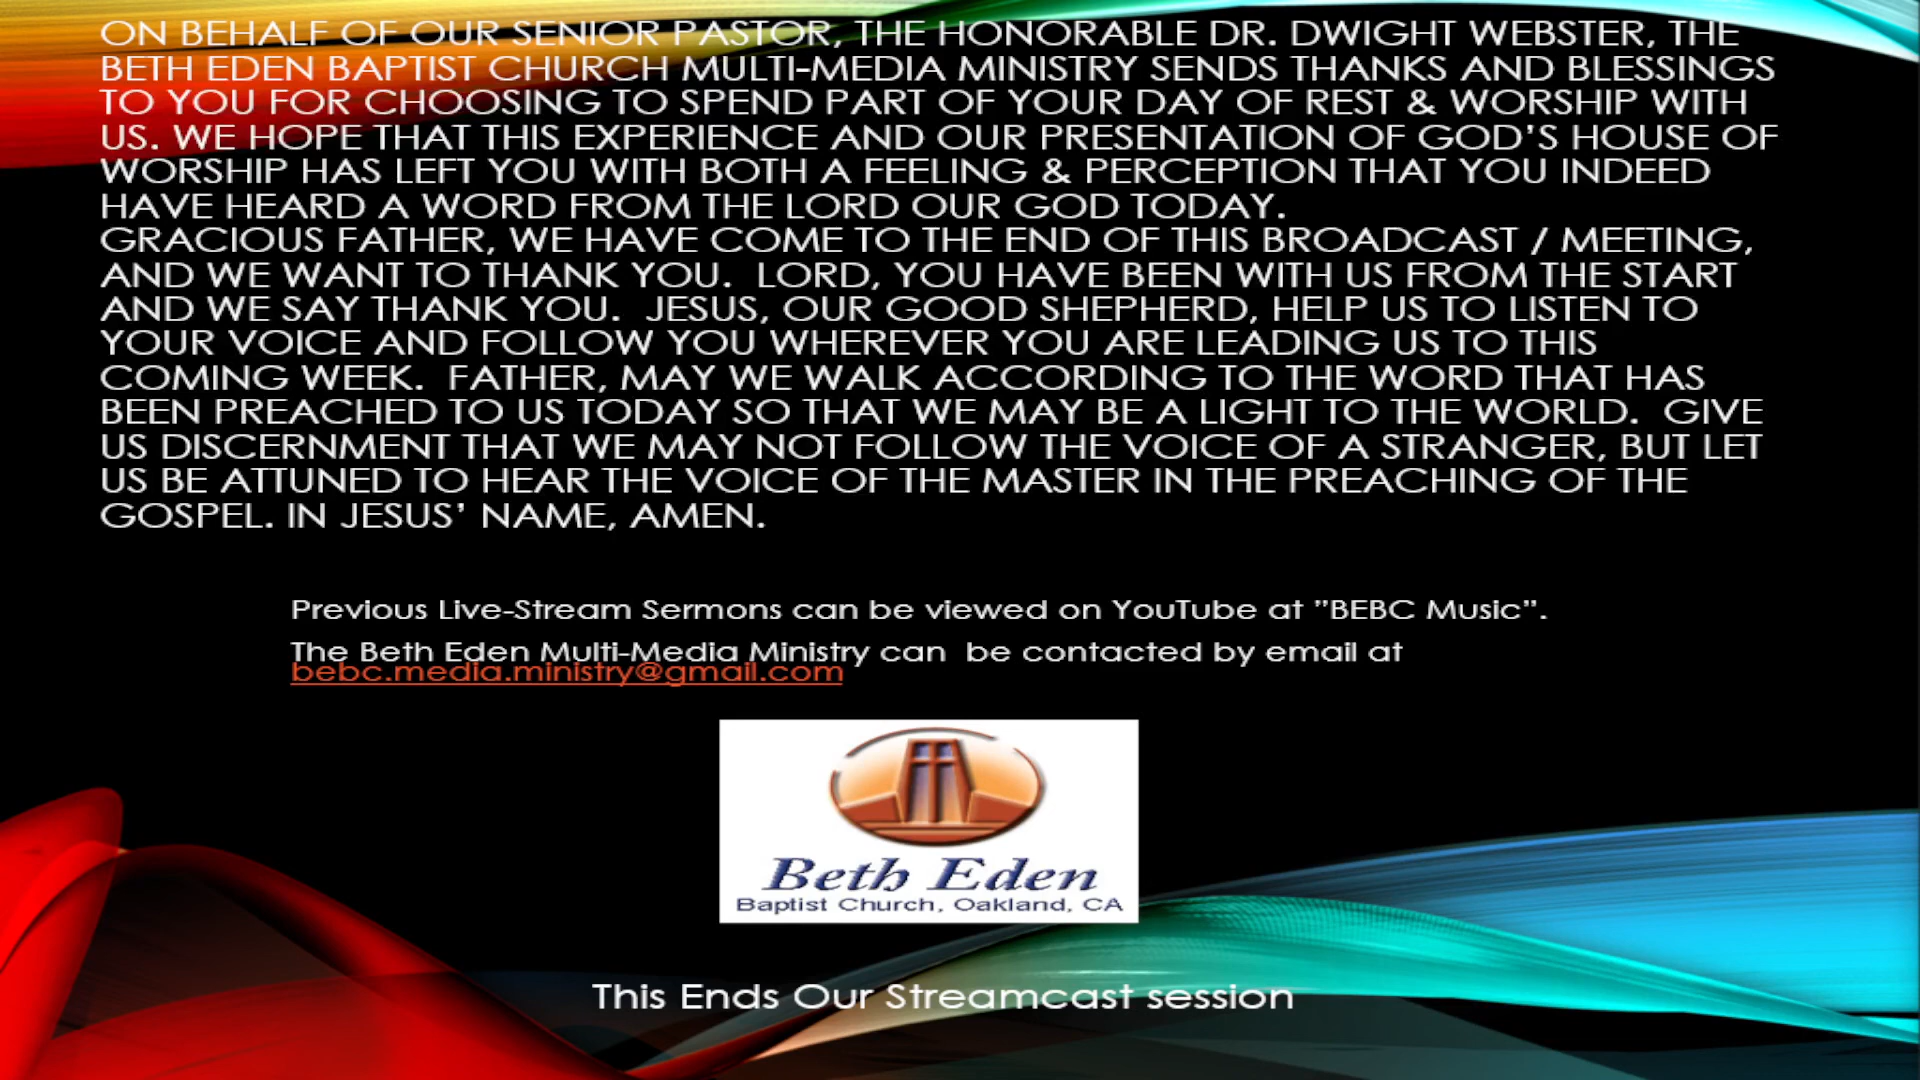 ON BEHALF OF OUR SENIOR PASTOR, THE HONORABLE DR. DWIGHT WEBSTER, THE
BETH EDEN BAPTIST CHURCH MULTI-MEDIA MINISTRY SENDS THANKS AND BLESSINGS
TO YOU FOR CHOOSING TO SPEND PART OF YOUR DAY OF REST & WORSHIP WITH
US. WE HOPE THAT THIS EXPERIENCE AND OUR PRESENTATION OF GOD’S HOUSE OF
WORSHIP HAS LEFT YOU WITH BOTH A FEELING & PERCEPTION THAT YOU INDEED
HAVE HEARD A WORD FROM THE LORD OUR GOD TODAY.
GRACIOUS FATHER, WE HAVE COME TO THE END OF THIS BROADCAST / MEETING,
AND WE WANT TO THANK YOU.  LORD, YOU HAVE BEEN WITH US FROM THE START
AND WE SAY THANK YOU.  JESUS, OUR GOOD SHEPHERD, HELP US TO LISTEN TO
YOUR VOICE AND FOLLOW YOU WHEREVER YOU ARE LEADING US TO THIS
COMING WEEK.  FATHER, MAY WE WALK ACCORDING TO THE WORD THAT HAS
BEEN PREACHED TO US TODAY SO THAT WE MAY BE A LIGHT TO THE WORLD.  GIVE
US DISCERNMENT THAT WE MAY NOT FOLLOW THE VOICE OF A STRANGER, BUT LET
US BE ATTUNED TO HEAR THE VOICE OF THE MASTER IN THE PREACHING OF THE
GOSPEL. IN JESUS’ NAME, AMEN.
Previous Live-Stream Sermons can be viewed on YouTube at ”BEBC Music”.
The Beth Eden Multi-Media Ministry can  be contacted by email at
bebc.media.ministry@gmail.com
Beth Eden
Baptist Church, Oakland, CA
This Ends Our Streamcast session